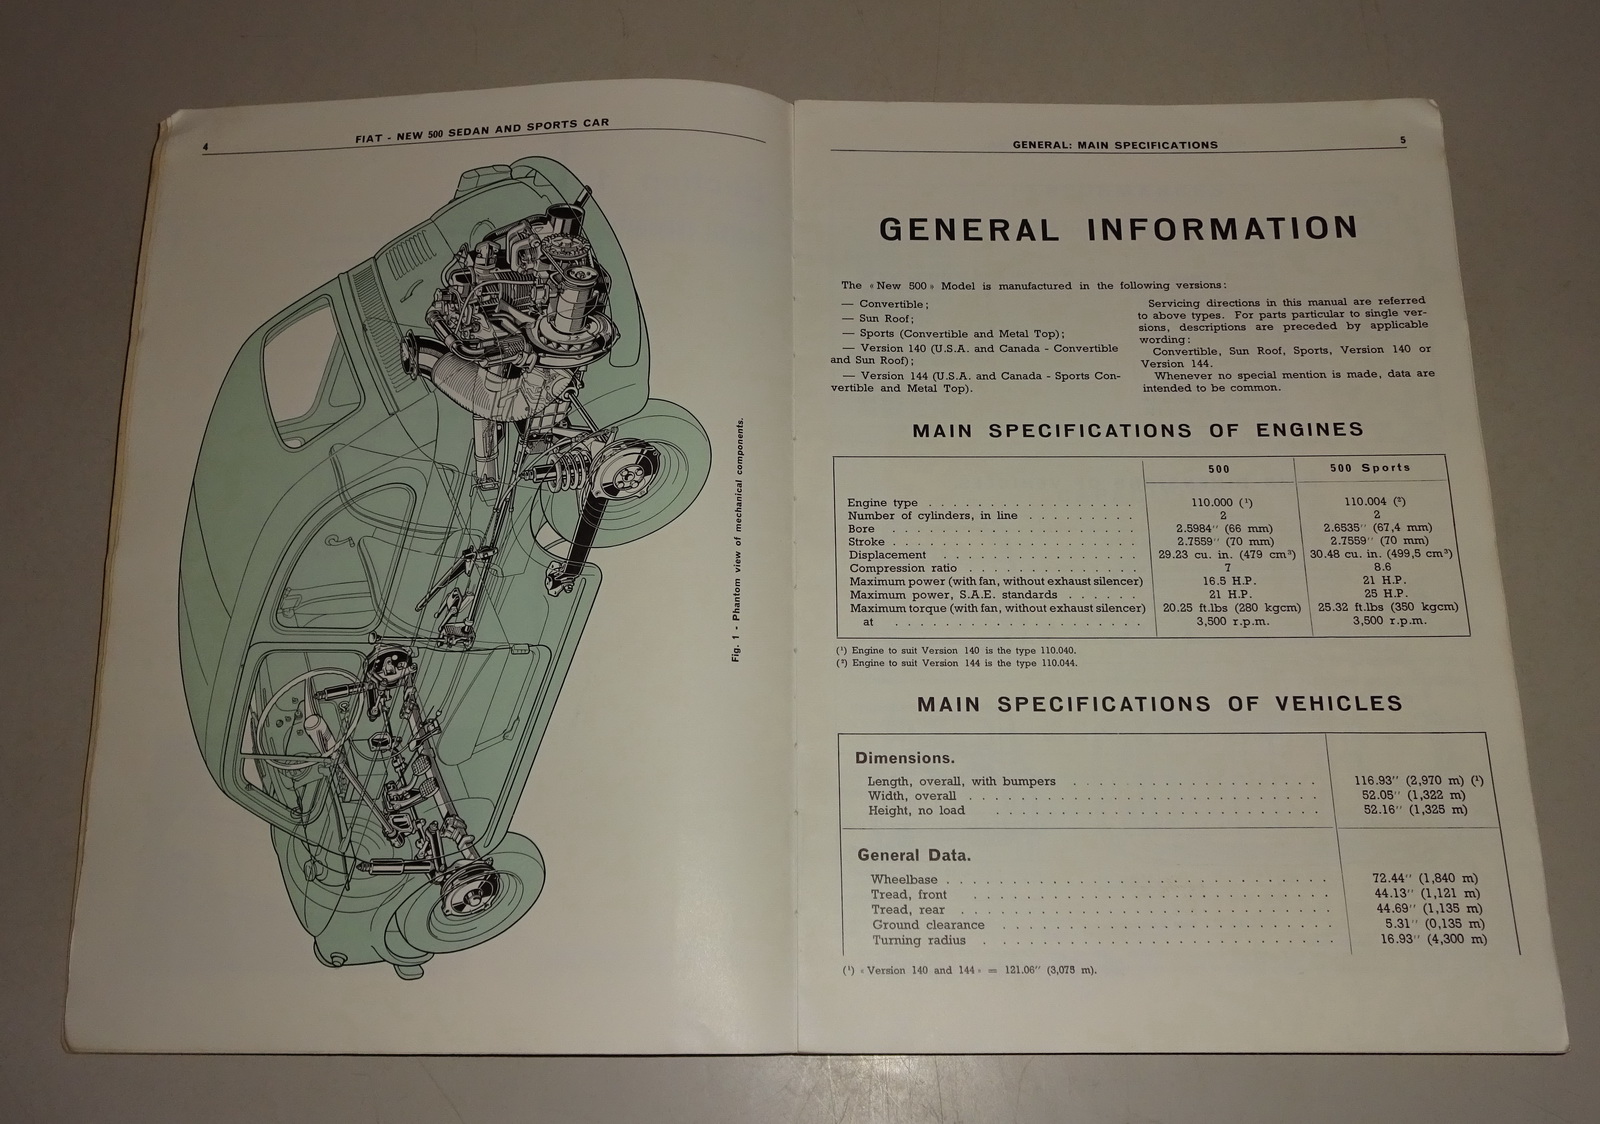 4
FIAT - NEW 500 SEDAN AND SPORTS CAR
Fig. 1 - Phantom view of mechanical components.
GENERAL: MAIN SPECIFICATIONS
5
GENERAL INFORMATION
The «New 500» Model is manufactured in the following versions:
— Convertible;
— Sun Roof;
— Sports (Convertible and Metal Top);
— Version 140 (U.S.A. and Canada - Convertible
and Sun Roof);
— Version 144 (U.S.A. and Canada - Sports Con-
vertible and Metal Top).
Servicing directions in this manual are referred
to above types. For parts particular to single ver-
sions, descriptions are preceded by applicable
wording:
Convertible, Sun Roof, Sports, Version 140 or
Version 144.
Whenever no special mention is made, data are
intended to be common.
MAIN SPECIFICATIONS OF ENGINES
500 500 Sports
Engine type . . . . . . . . . . . . . . . . . 110.000 (¹) 110.004 (²)
Number of cylinders, in line . . . . . . . . . 2 2
Bore . . . . . . . . . . . . . . . . . . . . 2.5984" (66 mm) 2.6535" (67,4 mm)
Stroke . . . . . . . . . . . . . . . . . . . 2.7559" (70 mm) 2.7559" (70 mm)
Displacement . . . . . . . . . . . . . . . . 29.23 cu. in. (479 cm³) 30.48 cu. in. (499,5 cm³)
Compression ratio . . . . . . . . . . . . . . 7 8.6
Maximum power (with fan, without exhaust silencer) 16.5 H.P. 21 H.P.
Maximum power, S.A.E. standards . . . . . . 21 H.P. 25 H.P.
Maximum torque (with fan, without exhaust silencer) 20.25 ft.lbs (280 kgcm) 25.32 ft.lbs (350 kgcm)
at . . . . . . . . . . . . . . . . . . . . 3,500 r.p.m. 3,500 r.p.m.
(¹) Engine to suit Version 140 is the type 110.040.
(²) Engine to suit Version 144 is the type 110.044.
MAIN SPECIFICATIONS OF VEHICLES
Dimensions.
Length, overall, with bumpers . . . . . . . . . . . . . . . . . 116.93" (2,970 m) (¹)
Width, overall . . . . . . . . . . . . . . . . . . . . . . . . 52.05" (1,322 m)
Height, no load . . . . . . . . . . . . . . . . . . . . . . . 52.16" (1,325 m)
General Data.
Wheelbase . . . . . . . . . . . . . . . . . . . . . . . . . . 72.44" (1,840 m)
Tread, front . . . . . . . . . . . . . . . . . . . . . . . . . 44.13" (1,121 m)
Tread, rear . . . . . . . . . . . . . . . . . . . . . . . . . 44.69" (1,135 m)
Ground clearance . . . . . . . . . . . . . . . . . . . . . . . 5.31" (0,135 m)
Turning radius . . . . . . . . . . . . . . . . . . . . . . . . 16.93" (4,300 m)
(¹) «Version 140 and 144» = 121.06" (3,075 m).